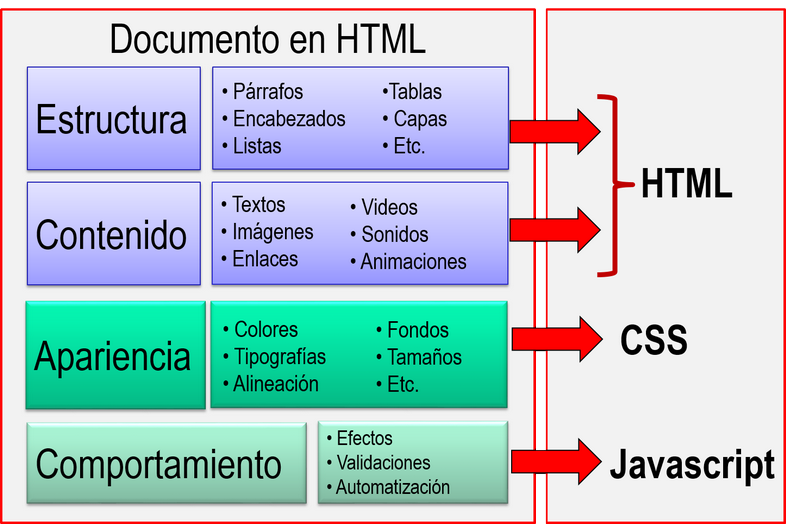 Documento en HTML
Estructura
• Párrafos
• Encabezados
• Listas
•Tablas
• Capas
• Etc.
Contenido
• Textos
• Imágenes
• Enlaces
• Videos
• Sonidos
• Animaciones
HTML
Apariencia
• Colores
• Tipografías
• Alineación
• Fondos
• Tamaños
• Etc.
CSS
Comportamiento
• Efectos
• Validaciones
• Automatización
Javascript